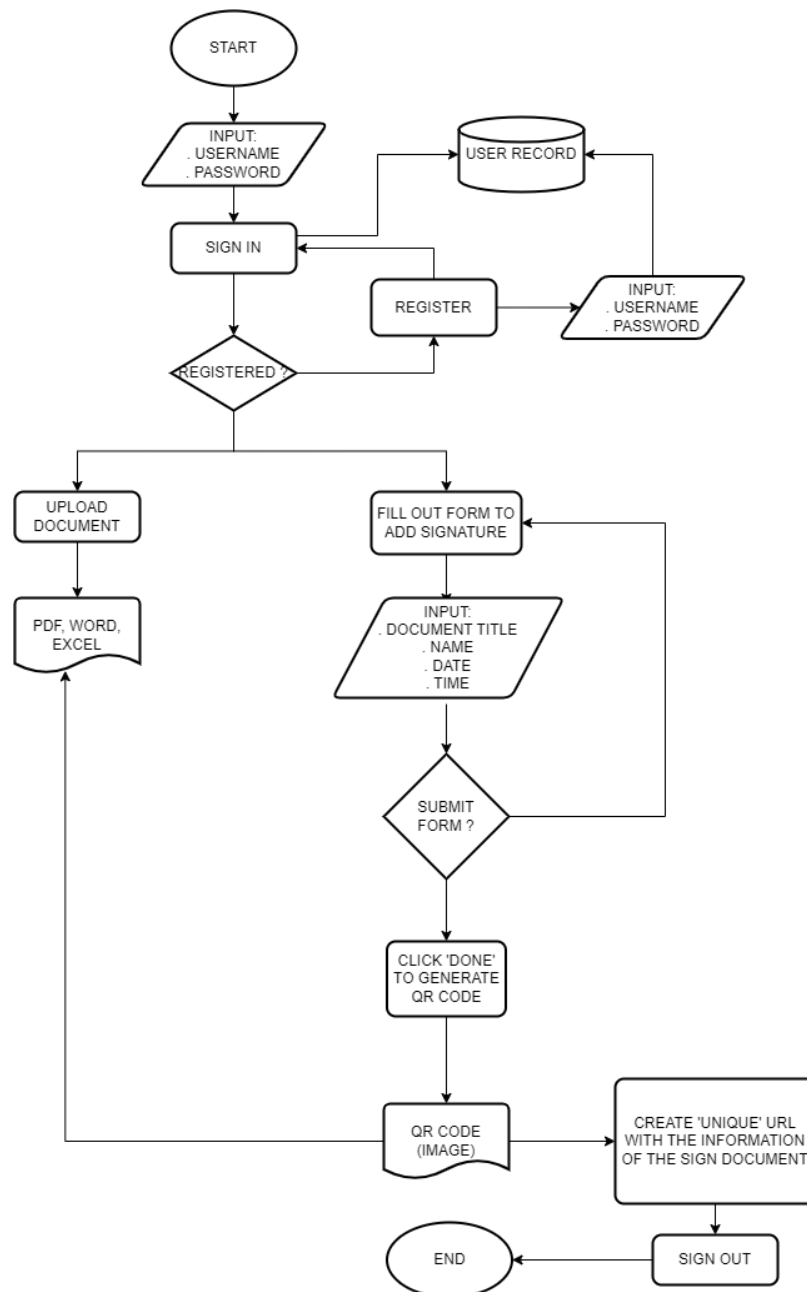 START
INPUT:
. USERNAME
. PASSWORD
USER RECORD
SIGN IN
REGISTER
INPUT:
. USERNAME
. PASSWORD
REGISTERED ?
UPLOAD
DOCUMENT
FILL OUT FORM TO
ADD SIGNATURE
PDF, WORD,
EXCEL
INPUT:
. DOCUMENT TITLE
. NAME
. DATE
. TIME
SUBMIT
FORM ?
CLICK 'DONE'
TO GENERATE
QR CODE
QR CODE
(IMAGE)
CREATE 'UNIQUE' URL
WITH THE INFORMATION
OF THE SIGN DOCUMENT
END
SIGN OUT